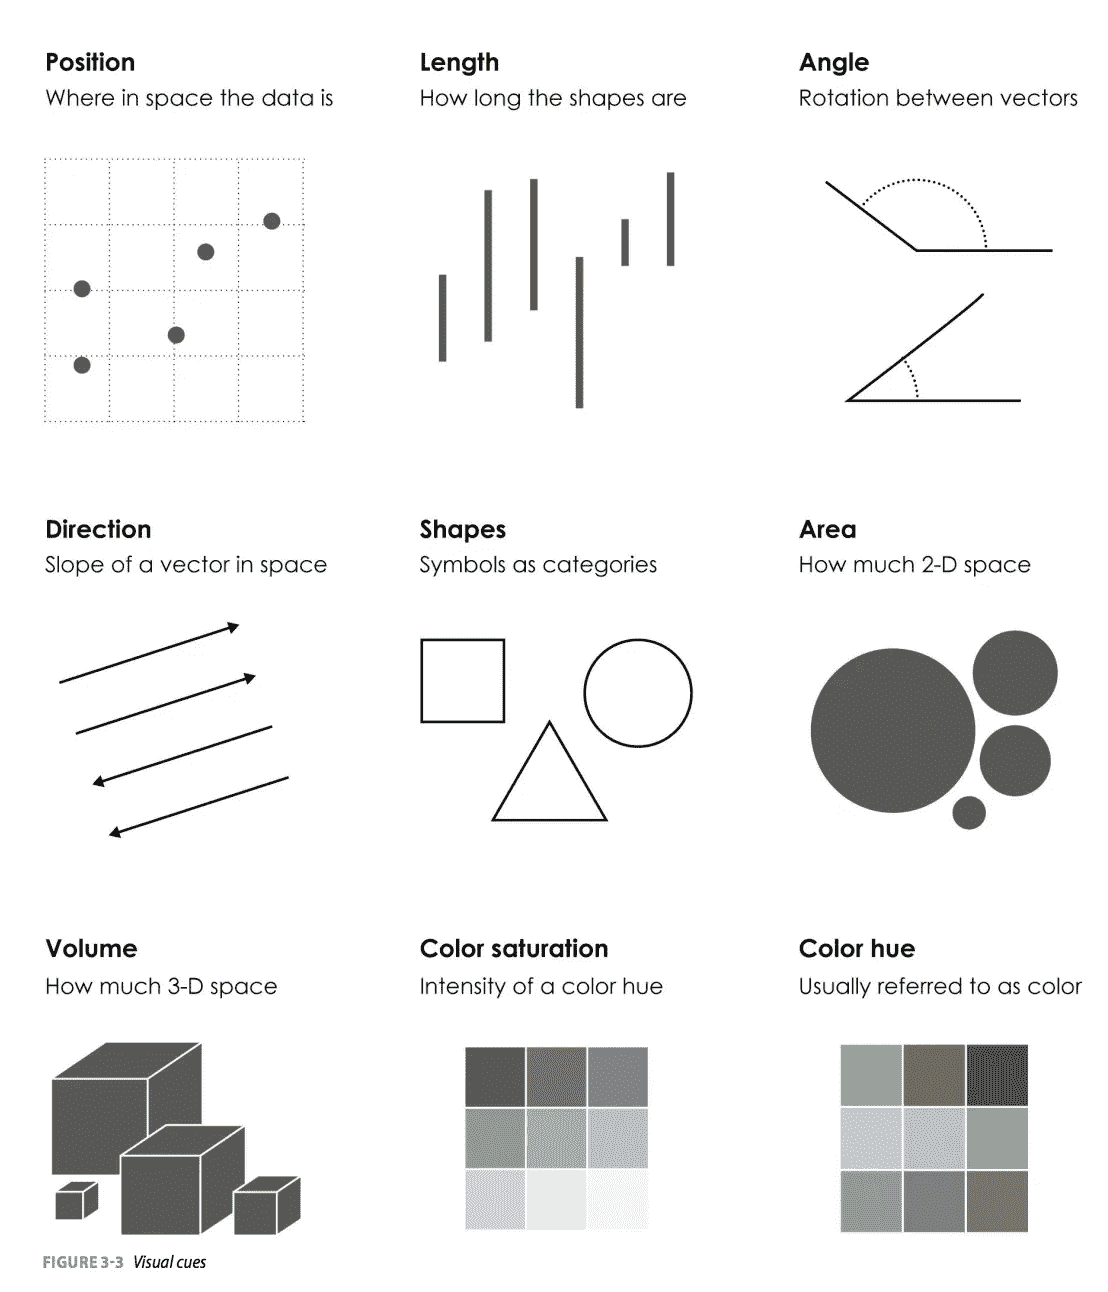 Position
Where in space the data is
Length
How long the shapes are
Angle
Rotation between vectors
Direction
Slope of a vector in space
Shapes
Symbols as categories
Area
How much 2-D space
Volume
How much 3-D space
Color saturation
Intensity of a color hue
Color hue
Usually referred to as color
FIGURE 3-3 Visual cues